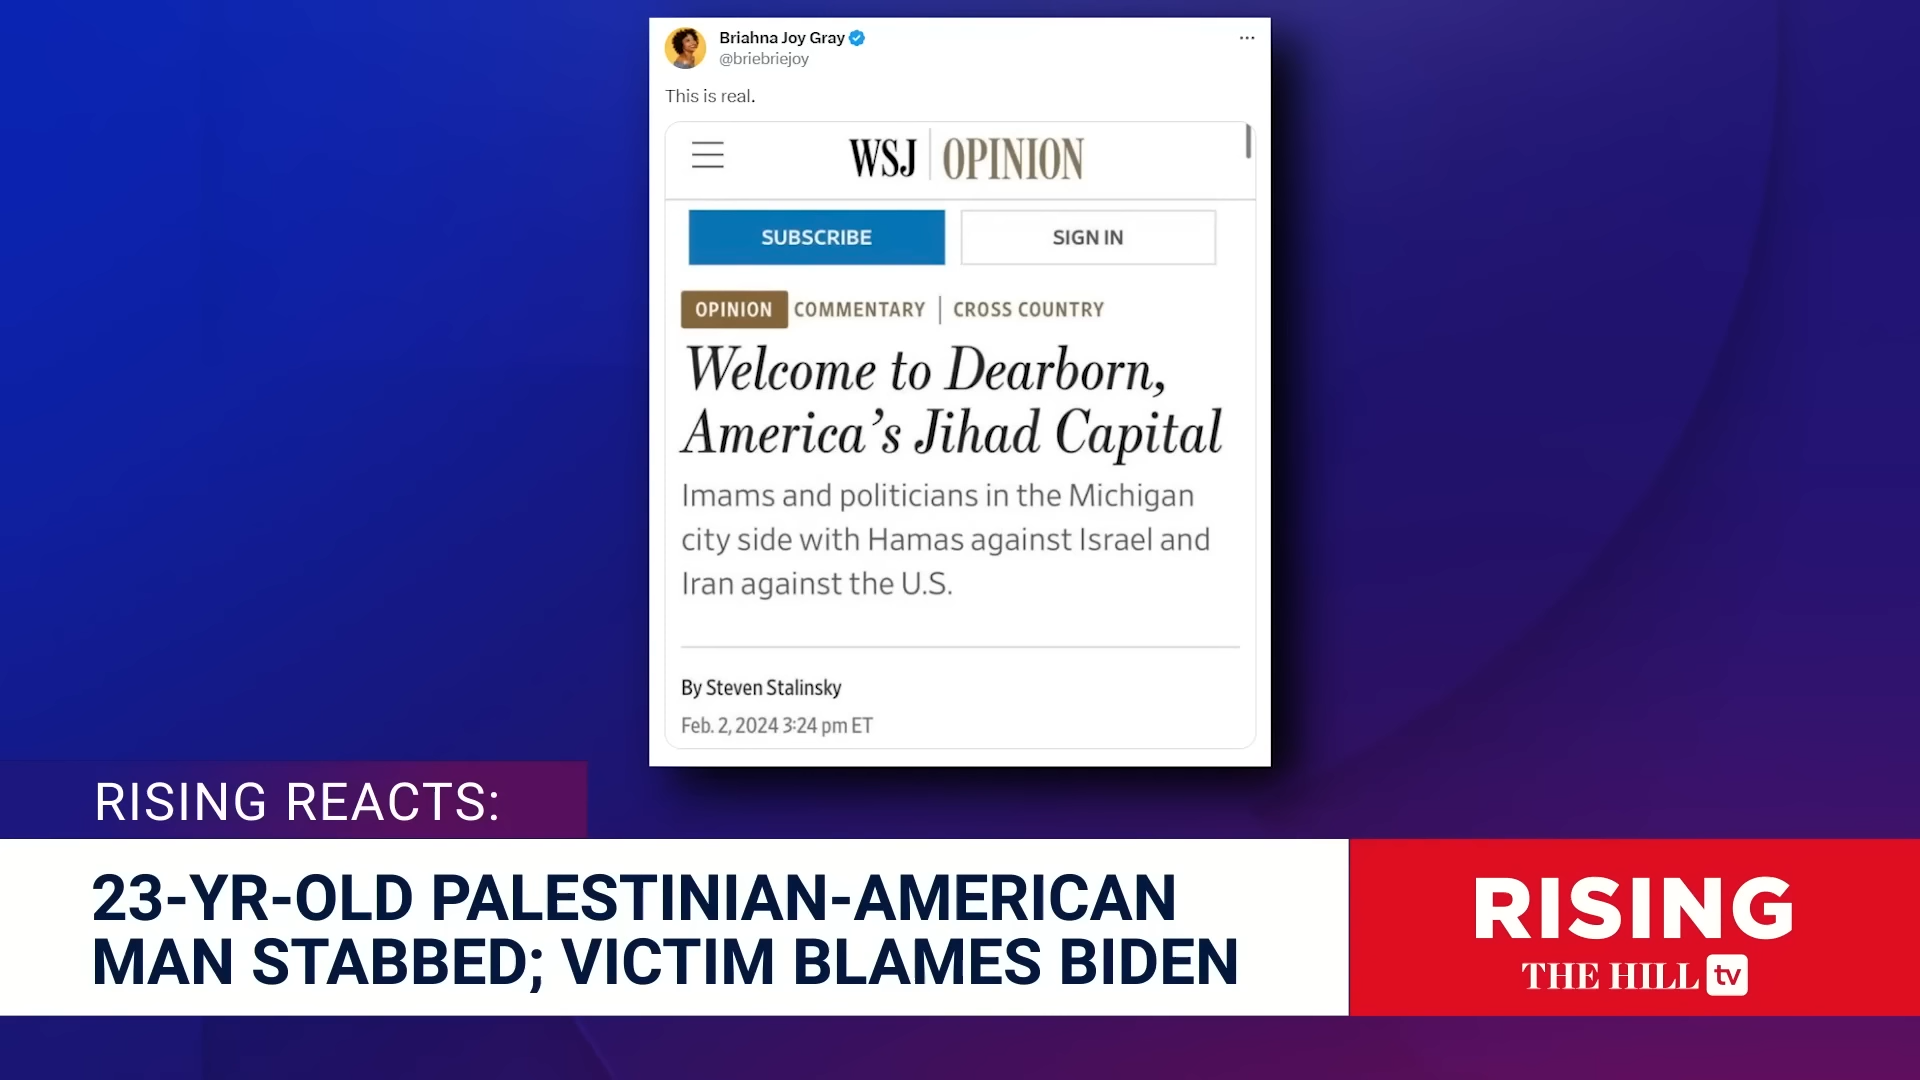 Briahna Joy Gray
@briebriejoy
This is real.
WSJ | OPINION
SUBSCRIBE
SIGN IN
OPINION COMMENTARY | CROSS COUNTRY
Welcome to Dearborn,
America's Jihad Capital
Imams and politicians in the Michigan
city side with Hamas against Israel and
Iran against the U.S.
By Steven Stalinsky
Feb. 2, 2024 3:24 pm ET
RISING REACTS:
23-YR-OLD PALESTINIAN-AMERICAN
MAN STABBED; VICTIM BLAMES BIDEN
RISING
THE HILL tv